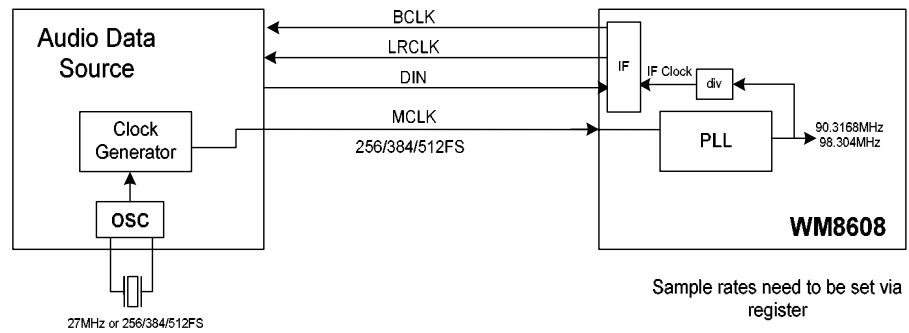 Audio Data
Source
BCLK
LRCLK
DIN
MCLK
256/384/512FS
Clock
Generator
OSC
27MHz or 256/384/512FS
IF
IF Clock
div
PLL
90.3168MHz
98.304MHz
WM8608
Sample rates need to be set via
register